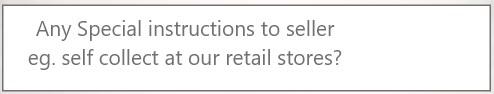 Any Special instructions to seller
eg. self collect at our retail stores?